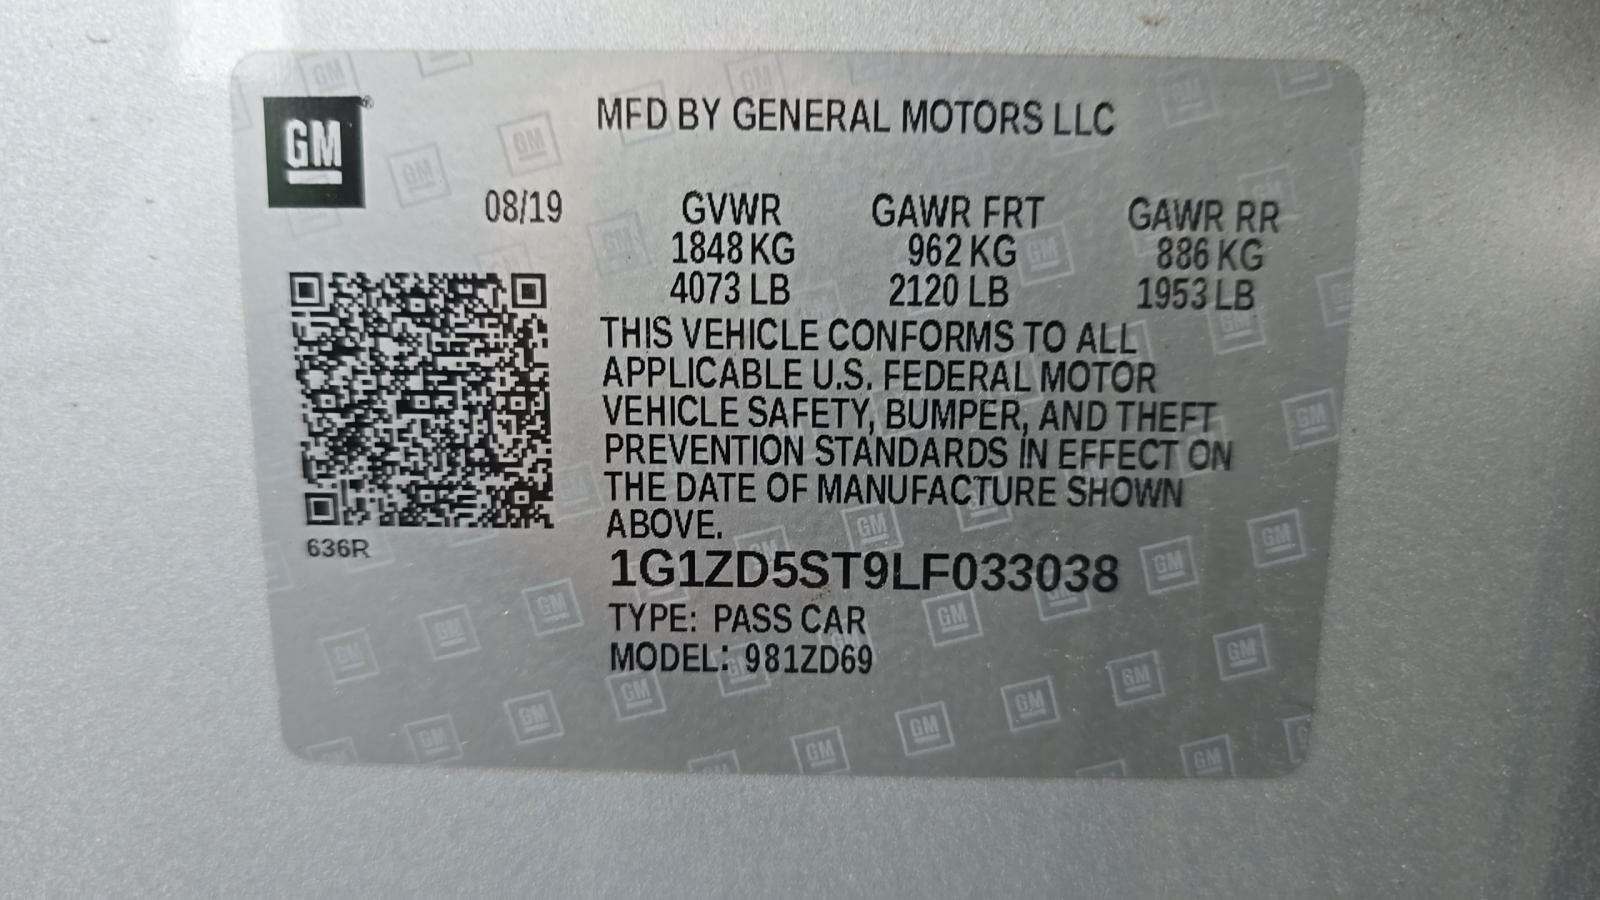 GM®
MFD BY GENERAL MOTORS LLC
08/19
GVWR GAWR FRT GAWR RR
1848 KG 962 KG 886 KG
4073 LB 2120 LB 1953 LB
THIS VEHICLE CONFORMS TO ALL
APPLICABLE U.S. FEDERAL MOTOR
VEHICLE SAFETY, BUMPER, AND THEFT
PREVENTION STANDARDS IN EFFECT ON
THE DATE OF MANUFACTURE SHOWN
ABOVE.
636R
1G1ZD5ST9LF033038
TYPE: PASS CAR
MODEL: 981ZD69